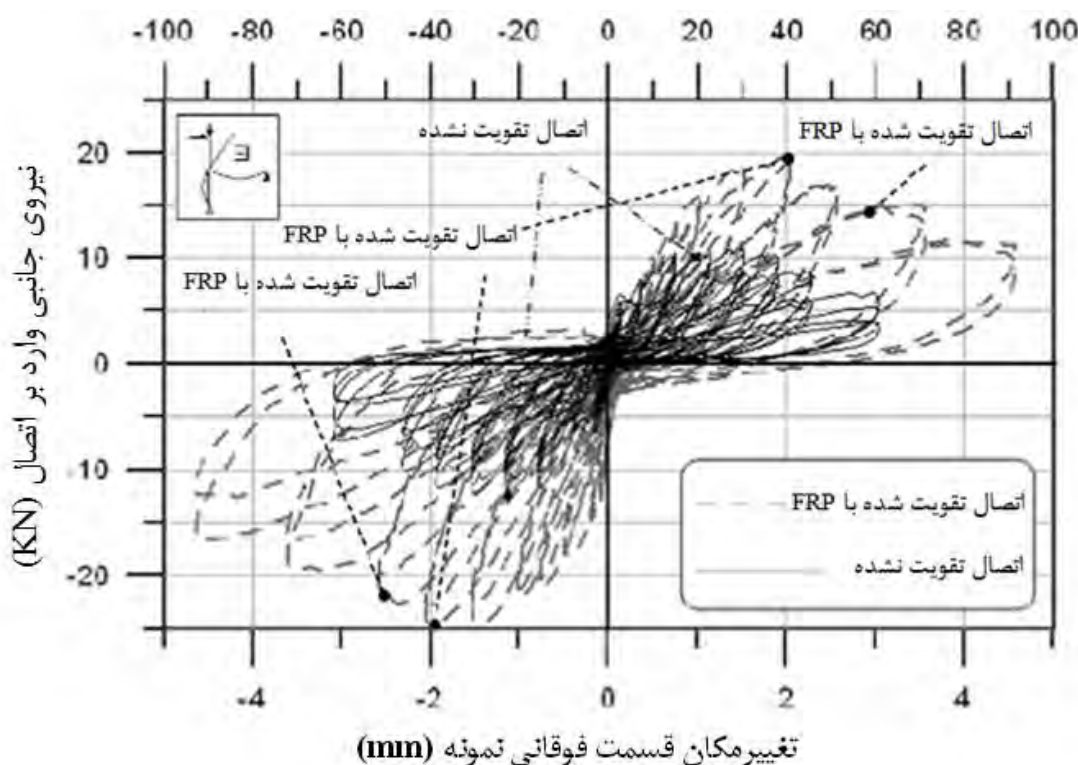 -100 -80 -60 -40 -20 0 20 40 60 80 100
اتصال تقویت نشده
اتصال تقویت شده با FRP
اتصال تقویت شده با FRP
اتصال تقویت شده با FRP
20
10
0
-10
-20
نیروی جانبی وارد بر اتصال (KN)
اتصال تقویت شده با FRP
اتصال تقویت نشده
-4 -2 0 2 4
تغییرمکان قسمت فوقانی نمونه (mm)